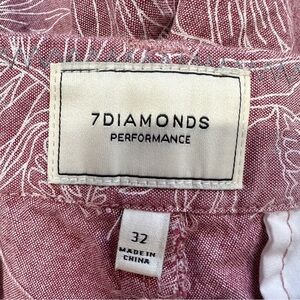 7DIAMONDS
PERFORMANCE
32
MADE IN
CHINA